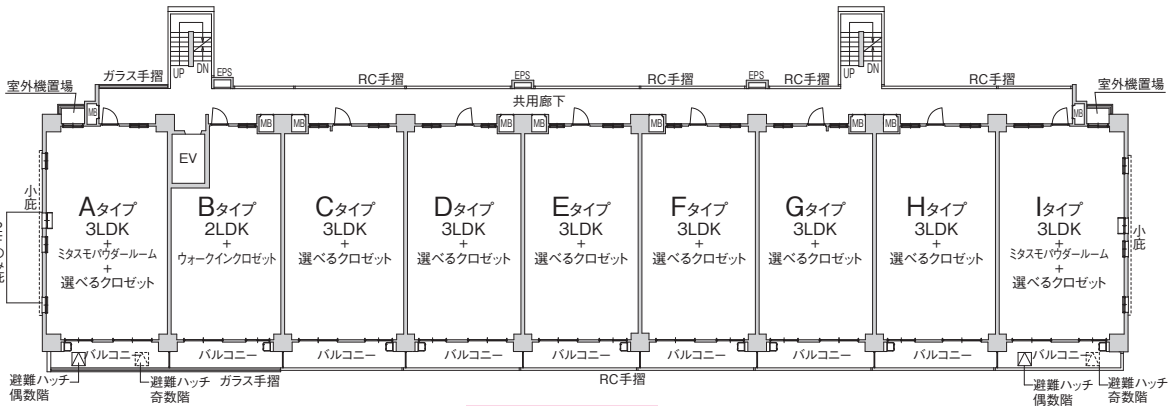 UP DN
UP DN
ガラス手摺
EPS
RC手摺
EPS
RC手摺
EPS
RC手摺
RC手摺
室外機置場
室外機置場
共用廊下
MB
MB
MB
MB
MB
MB
MB
MB
MB
MB
EV
小庇
小庇
Aタイプ
3LDK
+
ミタスモパウダールーム
+
選べるクロゼット
Bタイプ
2LDK
+
ウォークインクロゼット
Cタイプ
3LDK
+
選べるクロゼット
Dタイプ
3LDK
+
選べるクロゼット
Eタイプ
3LDK
+
選べるクロゼット
Fタイプ
3LDK
+
選べるクロゼット
Gタイプ
3LDK
+
選べるクロゼット
Hタイプ
3LDK
+
選べるクロゼット
Iタイプ
3LDK
+
ミタスモパウダールーム
+
選べるクロゼット
バルコニー
バルコニー
バルコニー
バルコニー
バルコニー
バルコニー
バルコニー
バルコニー
バルコニー
避難ハッチ
偶数階
避難ハッチ
奇数階
ガラス手摺
RC手摺
避難ハッチ
偶数階
避難ハッチ
奇数階